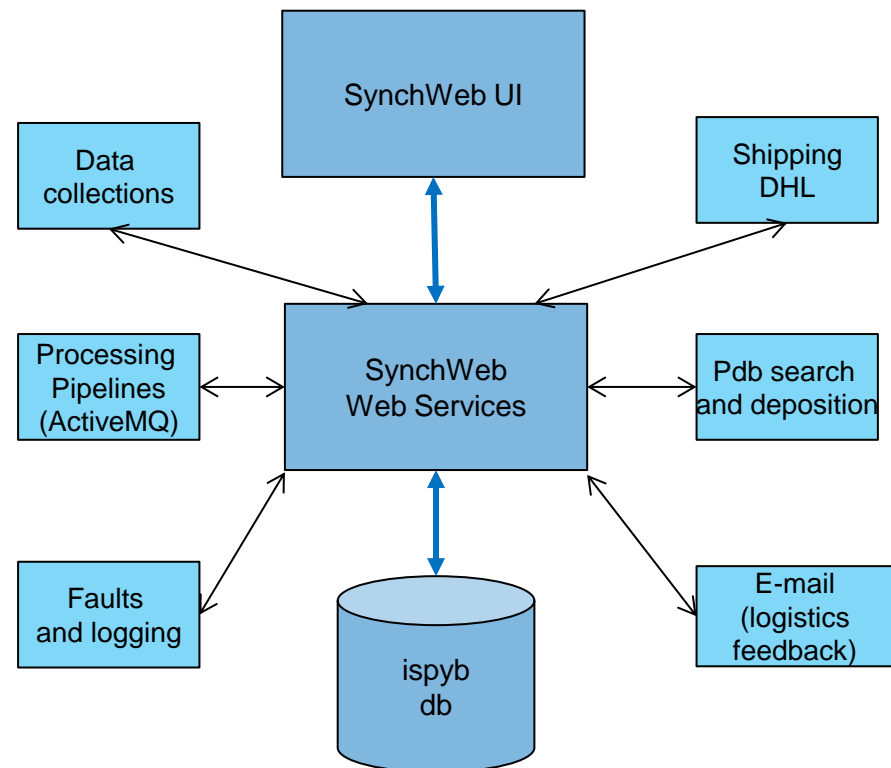 SynchWeb UI
Data
collections
Shipping
DHL
Processing
Pipelines
(ActiveMQ)
SynchWeb
Web Services
Pdb search
and deposition
Faults
and logging
ispyb
db
E-mail
(logistics
feedback)